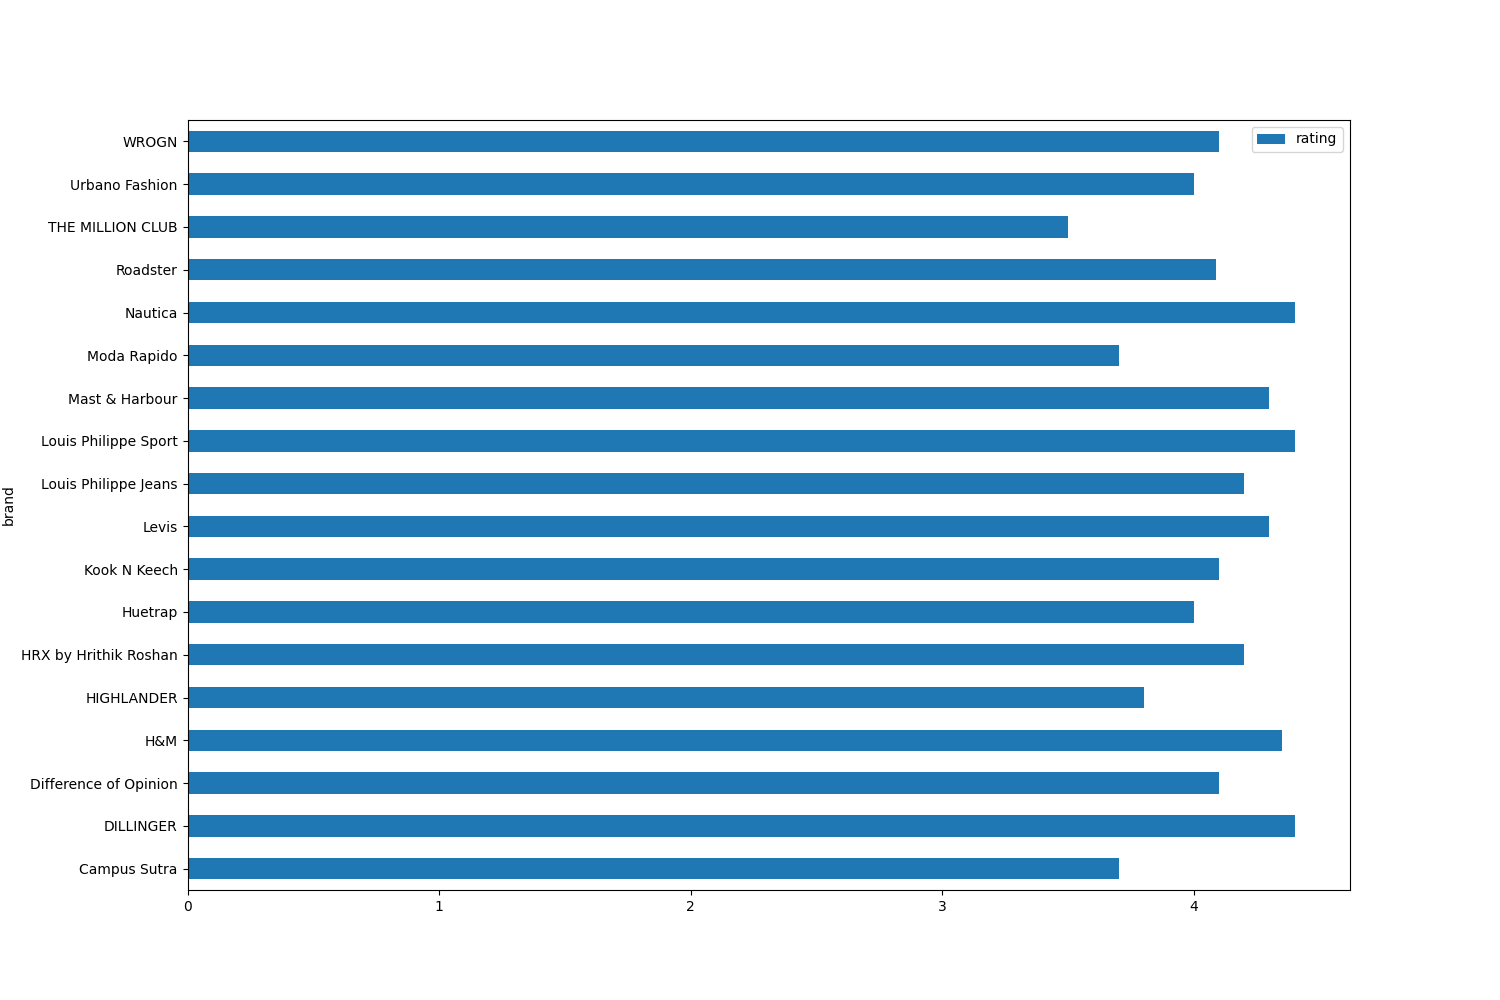 WROGN
Urbano Fashion
THE MILLION CLUB
Roadster
Nautica
Moda Rapido
Mast & Harbour
Louis Philippe Sport
Louis Philippe Jeans
Levis
Kook N Keech
Huetrap
HRX by Hrithik Roshan
HIGHLANDER
H&M
Difference of Opinion
DILLINGER
Campus Sutra
brand
0 1 2 3 4
rating